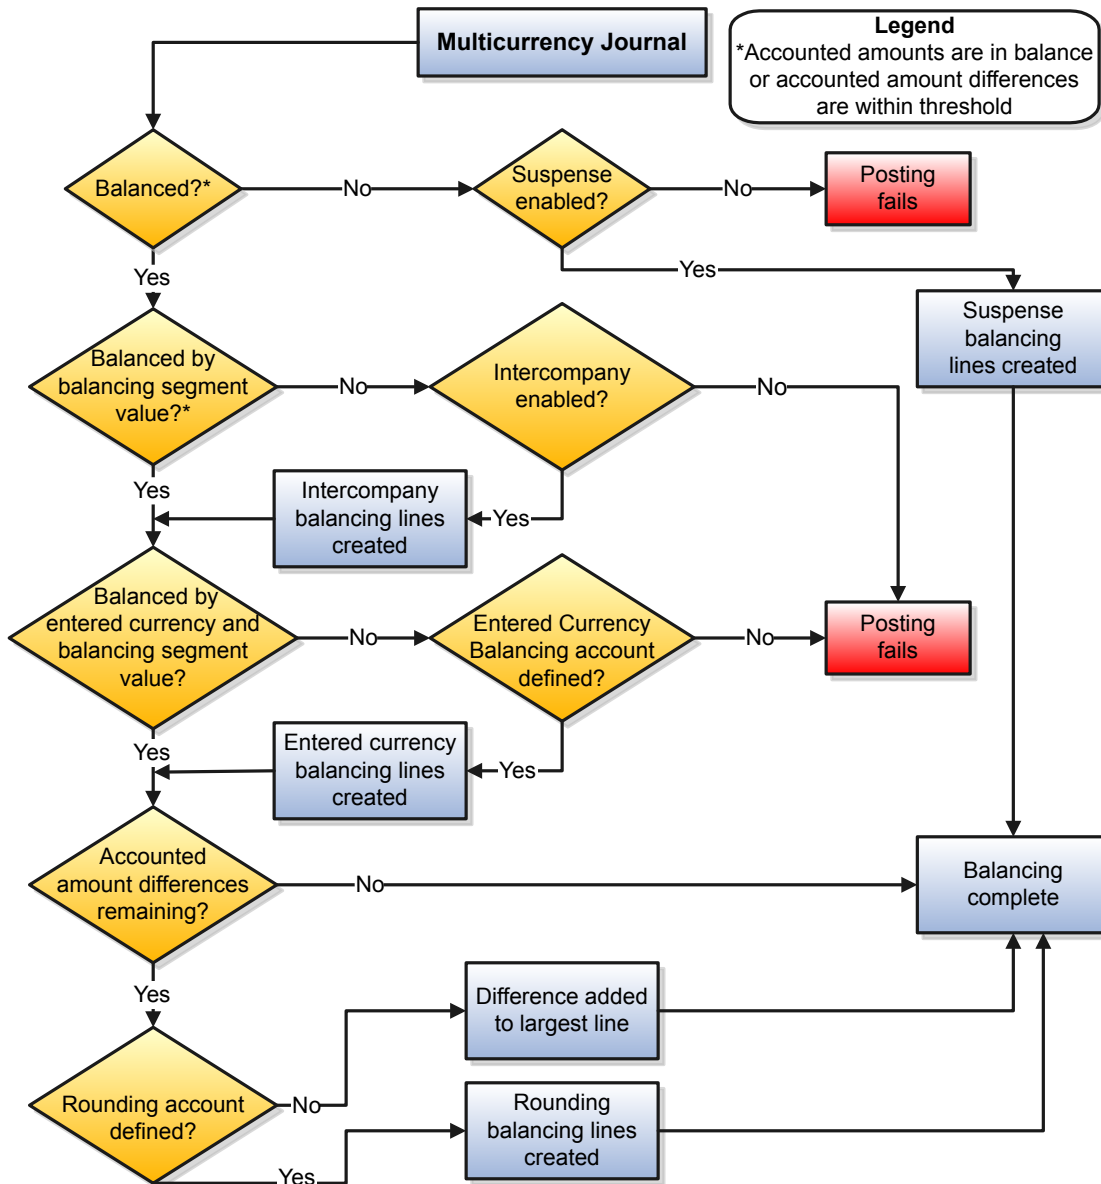 Multicurrency Journal
Legend
*Accounted amounts are in balance
or accounted amount differences
are within threshold
Balanced?*
No
Suspense
enabled?
No
Posting
fails
Yes
Yes
Suspense
balancing
lines created
Balanced by
balancing segment
value?*
No
Intercompany
enabled?
No
Yes
Intercompany
balancing lines
created
Yes
Balanced by
entered currency and
balancing segment
value?
No
Entered Currency
Balancing account
defined?
No
Posting
fails
Yes
Entered currency
balancing lines
created
Yes
Accounted
amount differences
remaining?
No
Balancing
complete
Yes
Difference added
to largest line
Rounding account
defined?
No
Rounding
balancing lines
created
Yes